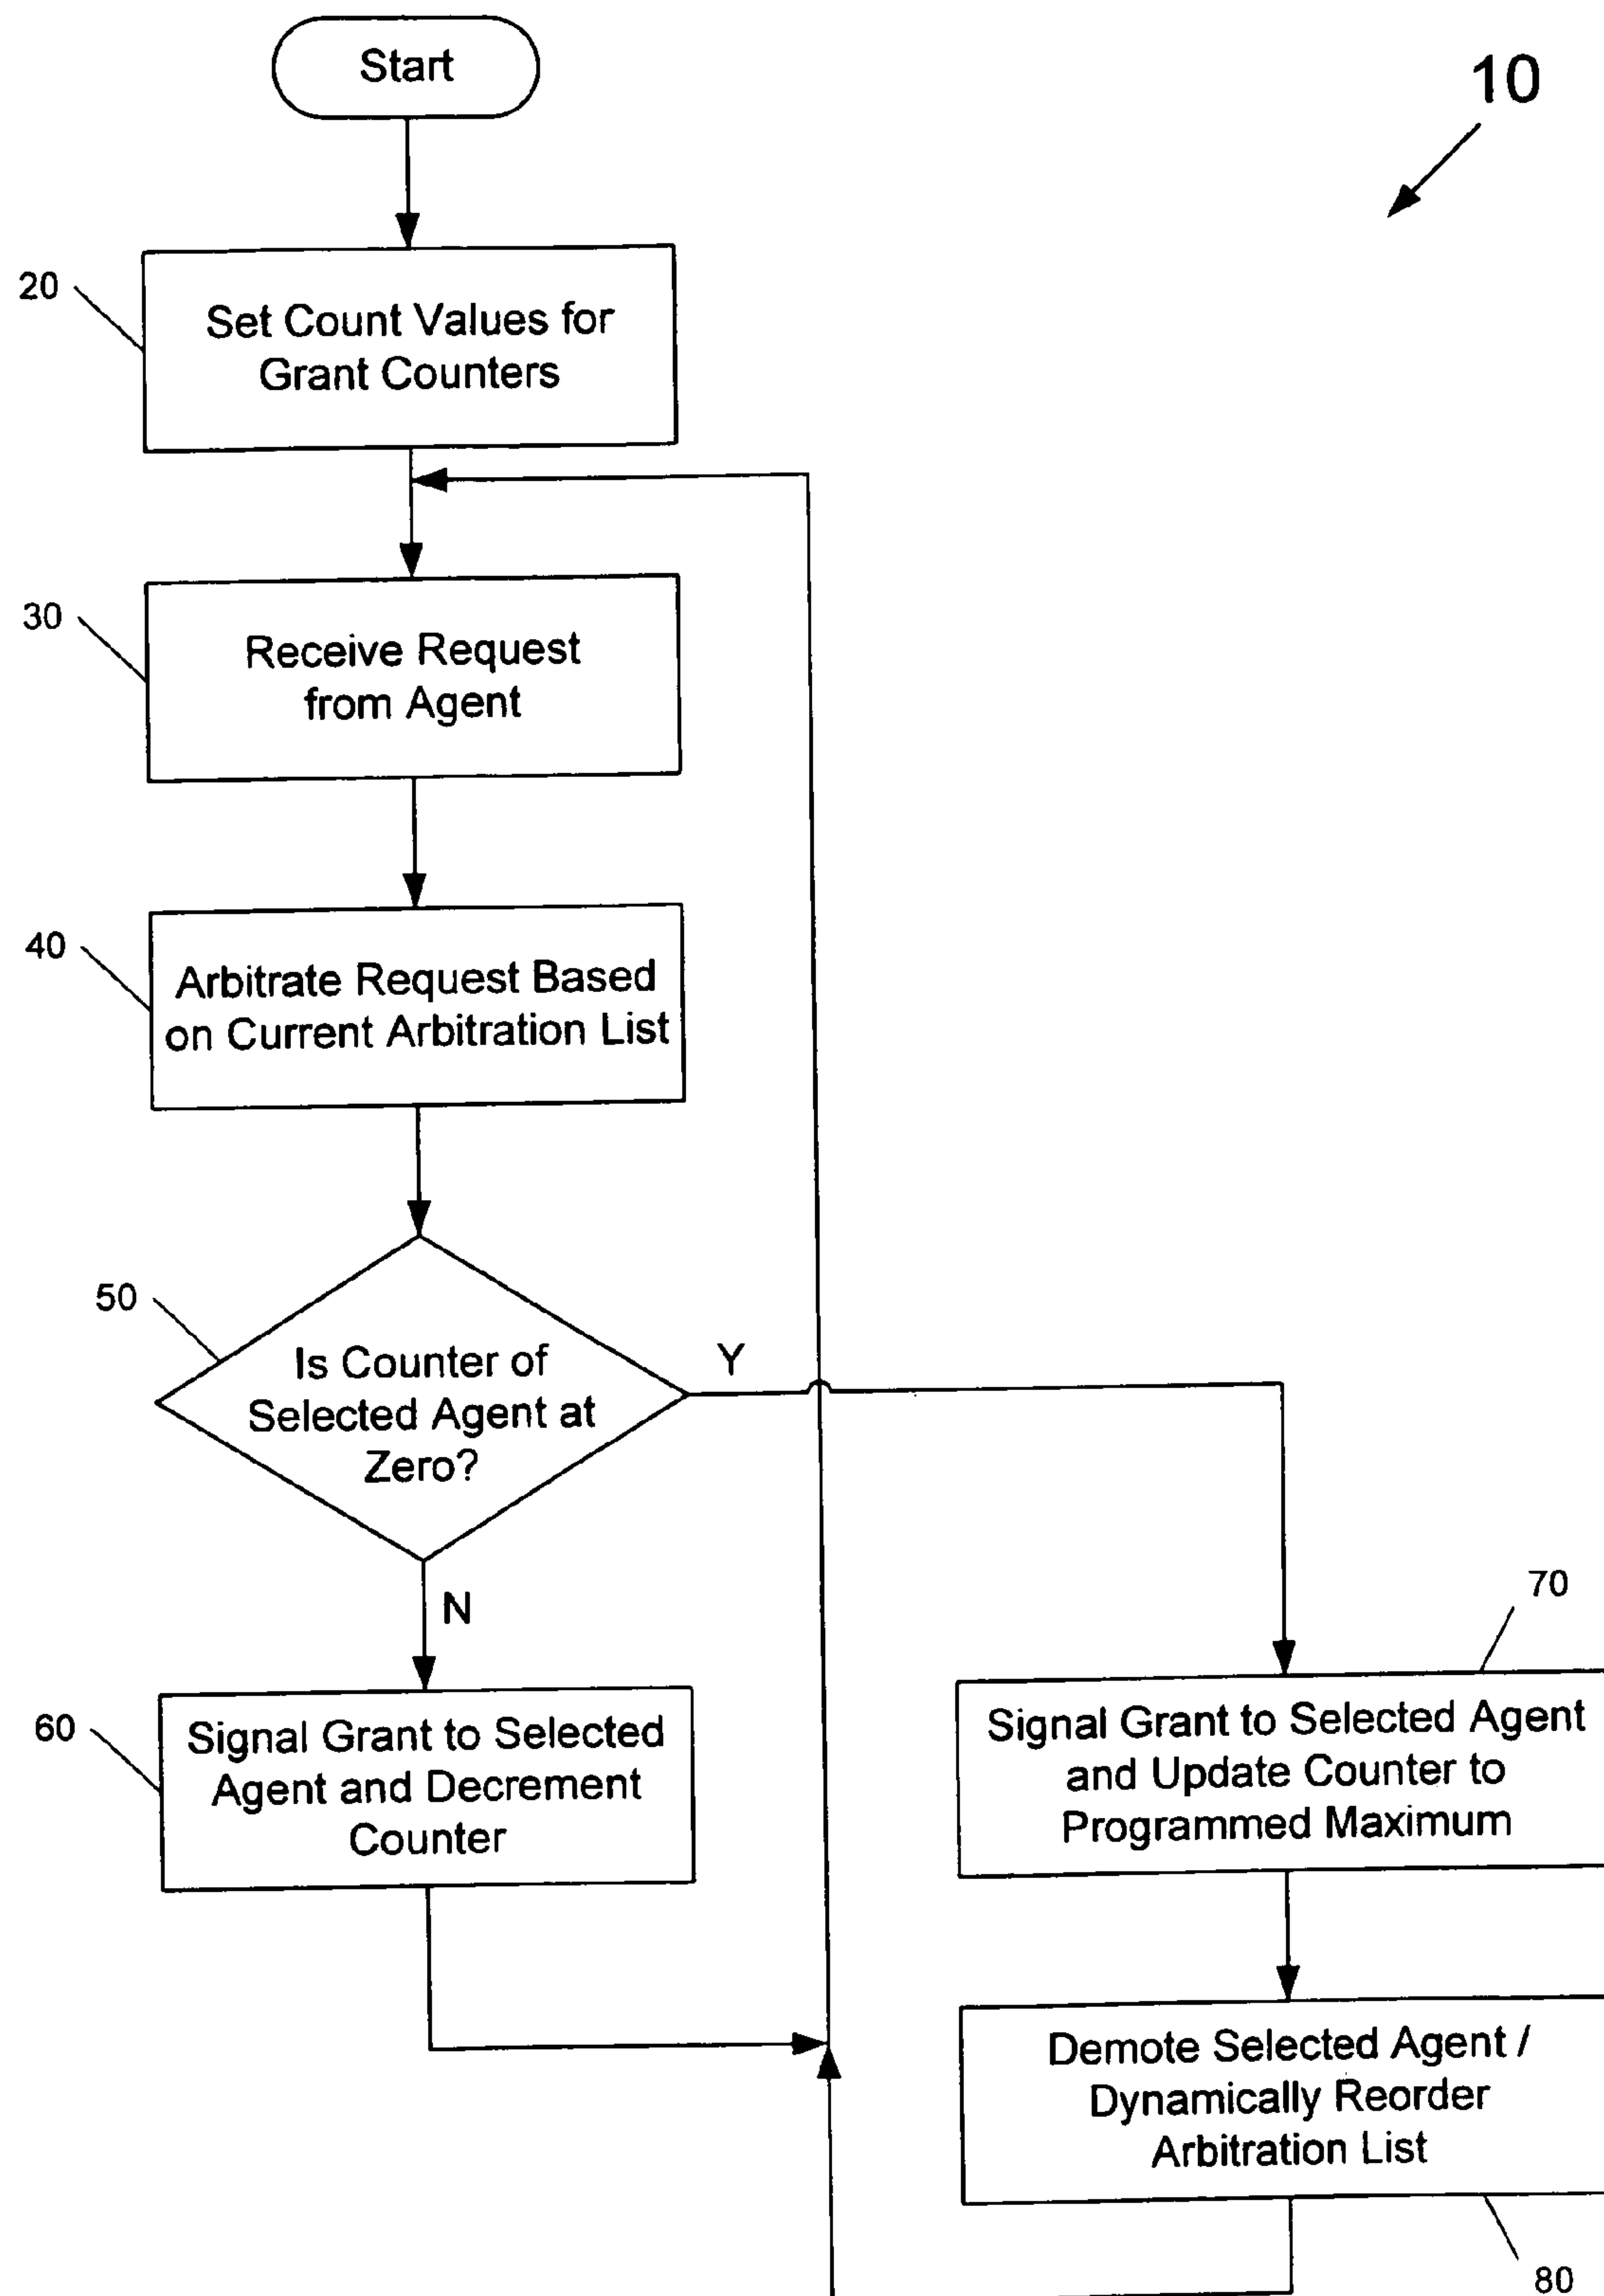 Start
10
20
Set Count Values for
Grant Counters
30
Receive Request
from Agent
40
Arbitrate Request Based
on Current Arbitration List
50
Is Counter of
Selected Agent at
Zero?
Y
N
60
Signal Grant to Selected
Agent and Decrement
Counter
70
Signal Grant to Selected Agent
and Update Counter to
Programmed Maximum
Demote Selected Agent /
Dynamically Reorder
Arbitration List
80